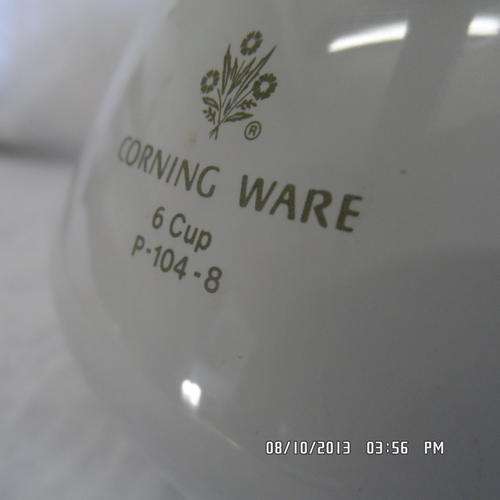 ®
CORNING WARE
6 Cup
P-104-8
08/10/2013 03:56 PM